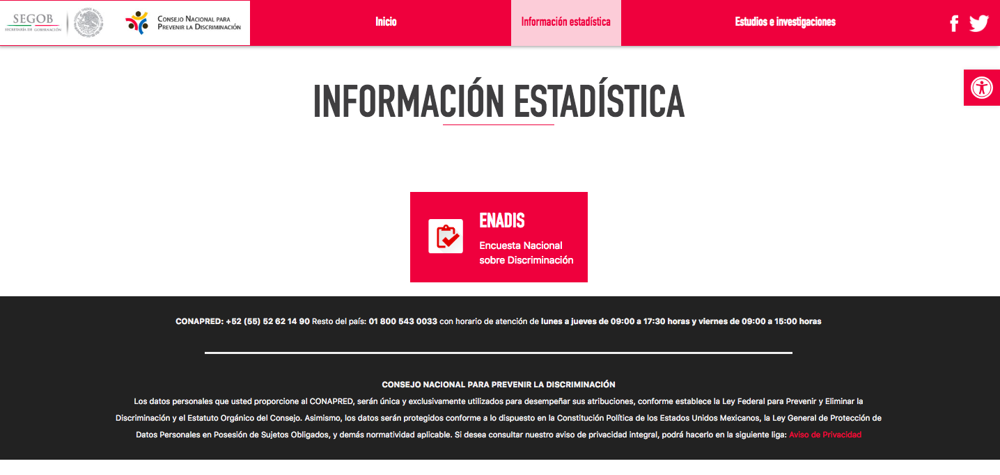 SEGOB
SECRETARÍA DE GOBERNACIÓN
CONSEJO NACIONAL PARA
PREVENIR LA DISCRIMINACIÓN
Inicio
Información estadística
Estudios e investigaciones
INFORMACIÓN ESTADÍSTICA
ENADIS
Encuesta Nacional
sobre Discriminación
CONAPRED: +52 (55) 52 62 14 90 Resto del país: 01 800 543 0033 con horario de atención de lunes a jueves de 09:00 a 17:30 horas y viernes de 09:00 a 15:00 horas
CONSEJO NACIONAL PARA PREVENIR LA DISCRIMINACIÓN
Los datos personales que usted proporcione al CONAPRED, serán única y exclusivamente utilizados para desempeñar sus atribuciones, conforme establece la Ley Federal para Prevenir y Eliminar la
Discriminación y el Estatuto Orgánico del Consejo. Asimismo, los datos serán protegidos conforme a lo dispuesto en la Constitución Política de los Estados Unidos Mexicanos, la Ley General de Protección de
Datos Personales en Posesión de Sujetos Obligados, y demás normatividad aplicable. Si desea consultar nuestro aviso de privacidad integral, podrá hacerlo en la siguiente liga: Aviso de Privacidad